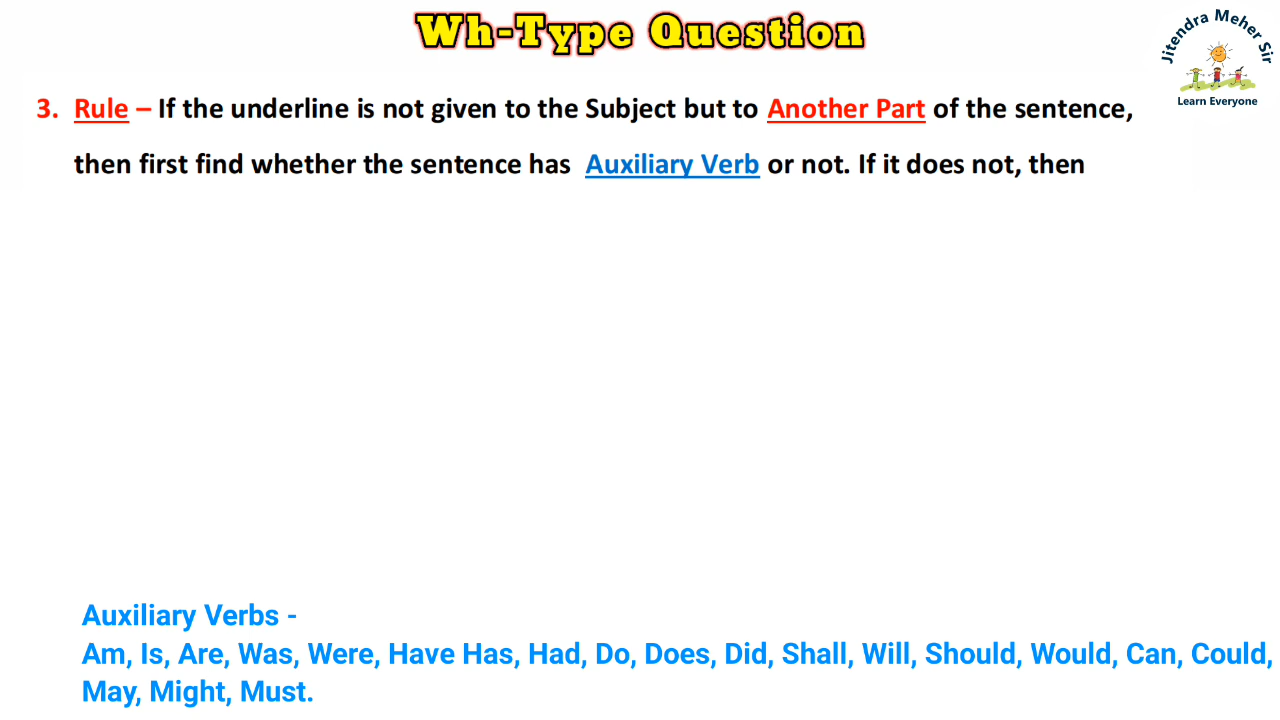 Wh-Type Question
Jitendra Meher Sir
Learn Everyone
3. Rule – If the underline is not given to the Subject but to Another Part of the sentence,
then first find whether the sentence has Auxiliary Verb or not. If it does not, then
Auxiliary Verbs -
Am, Is, Are, Was, Were, Have Has, Had, Do, Does, Did, Shall, Will, Should, Would, Can, Could,
May, Might, Must.